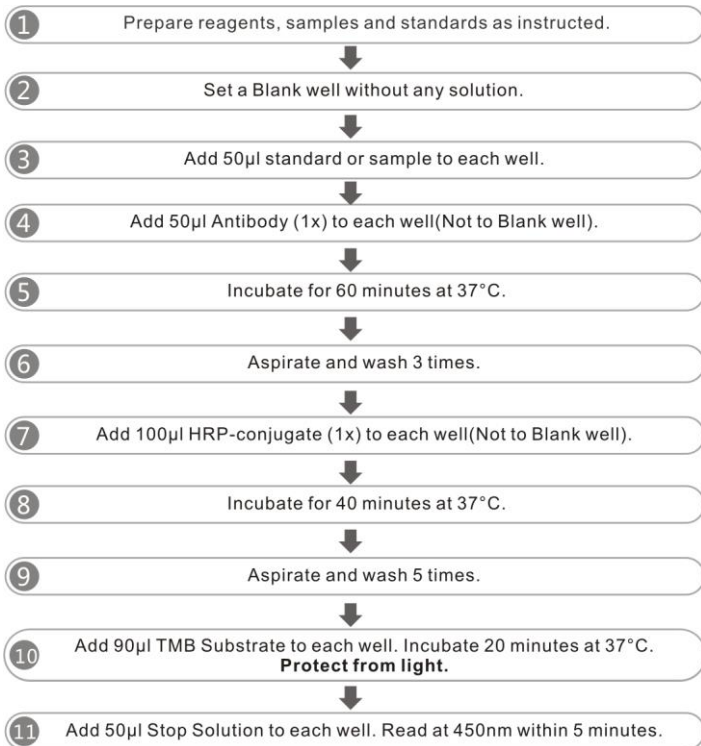 1 Prepare reagents, samples and standards as instructed.
2 Set a Blank well without any solution.
3 Add 50µl standard or sample to each well.
4 Add 50µl Antibody (1x) to each well(Not to Blank well).
5 Incubate for 60 minutes at 37°C.
6 Aspirate and wash 3 times.
7 Add 100µl HRP-conjugate (1x) to each well(Not to Blank well).
8 Incubate for 40 minutes at 37°C.
9 Aspirate and wash 5 times.
10 Add 90µl TMB Substrate to each well. Incubate 20 minutes at 37°C.
Protect from light.
11 Add 50µl Stop Solution to each well. Read at 450nm within 5 minutes.